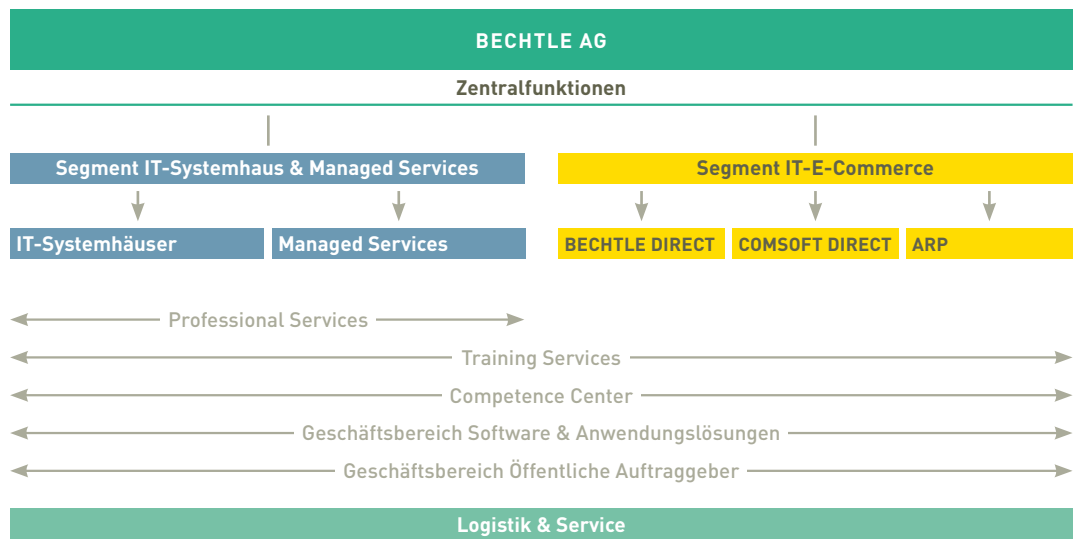 BECHTLE AG
Zentralfunktionen
Segment IT-Systemhaus & Managed Services
Segment IT-E-Commerce
IT-Systemhäuser
Managed Services
BECHTLE DIRECT
COMSOFT DIRECT
ARP
Professional Services
Training Services
Competence Center
Geschäftsbereich Software & Anwendungslösungen
Geschäftsbereich Öffentliche Auftraggeber
Logistik & Service